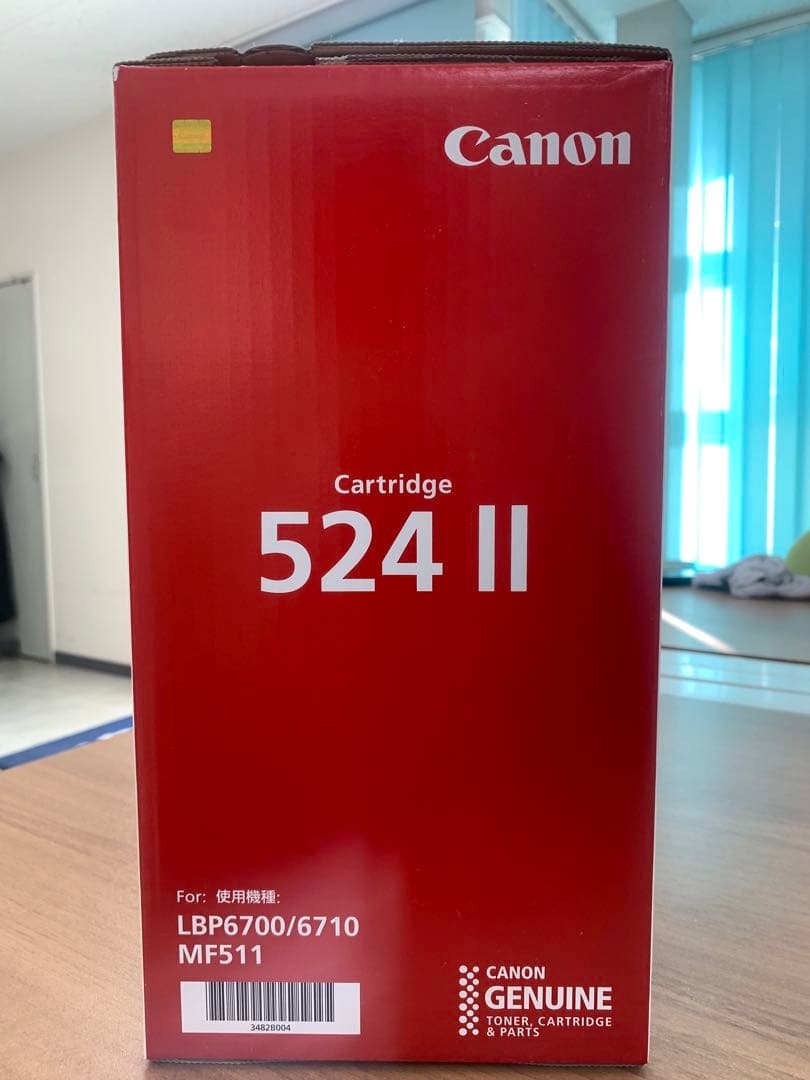 Canon
Cartridge
524 II
For: 使用機種:
LBP6700/6710
MF511
3482B004
CANON
GENUINE
TONER, CARTRIDGE
& PARTS